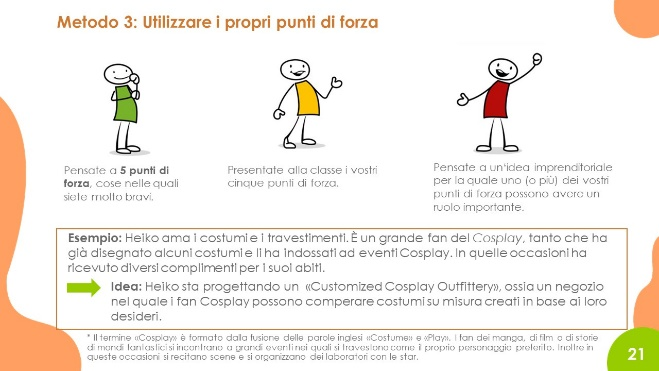 Metodo 3: Utilizzare i propri punti di forza
Pensate a 5 punti di
forza, cose nelle quali
siete molto bravi.
Presentate alla classe i vostri
cinque punti di forza.
Pensate a un'idea imprenditoriale
per la quale uno (o più) dei vostri
punti di forza possono avere un
ruolo importante.
Esempio: Heiko ama i costumi e i travestimenti. È un grande fan del Cosplay, tanto che ha
già disegnato alcuni costumi e li ha indossati ad eventi Cosplay. In quelle occasioni ha
ricevuto diversi complimenti per i suoi abiti.
Idea: Heiko sta progettando un «Customized Cosplay Outfittery», ossia un negozio
nel quale i fan Cosplay possono comperare costumi su misura creati in base ai loro
desideri.
* Il termine «Cosplay» è formato dalla fusione delle parole inglesi «Costume» e «Play». I fan dei manga, di film o di storie
di mondi fantastici si incontrano a grandi eventi nei quali si travestono come il proprio personaggio preferito. Inoltre in
queste occasioni si recitano scene e si organizzano dei laboratori con le star.
21